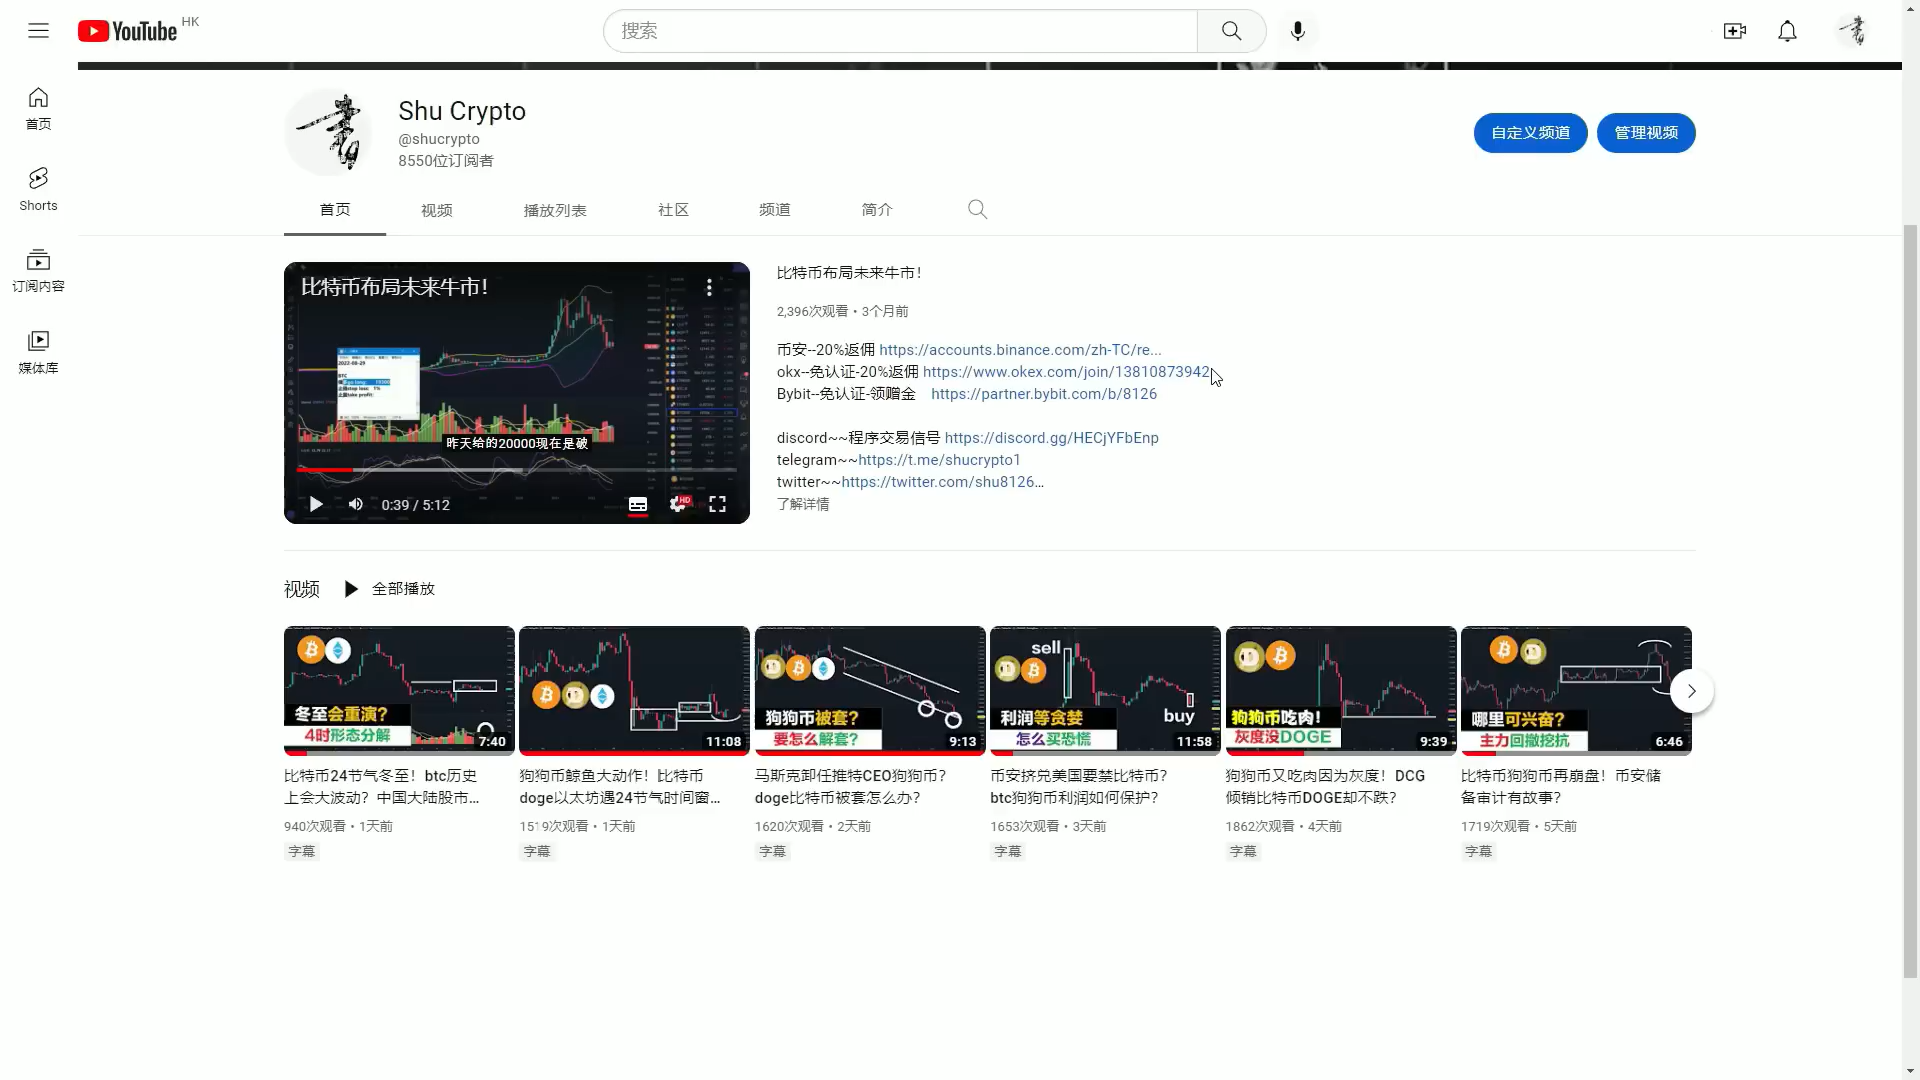 YouTube HK
搜索
首页
Shorts
订阅内容
媒体库
Shu Crypto
@shucrypto
8550位订阅者
自定义频道
管理视频
首页 视频 播放列表 社区 频道 简介
比特币布局未来牛市！
昨天给的20000现在是破
0:39 / 5:12
HD
比特币布局未来牛市！
2,396次观看•3个月前
币安--20%返佣 https://accounts.binance.com/zh-TC/re...
okx--免认证-20%返佣 https://www.okex.com/join/13810873942
Bybit--免认证-领赠金 https://partner.bybit.com/b/8126
discord~~程序交易信号 https://discord.gg/HECjYFbEnp
telegram~~https://t.me/shucrypto1
twitter~~https://twitter.com/shu8126…
了解详情
视频 全部播放
冬至会重演？
4时形态分解
7:40
比特币24节气冬至！btc历史
上会大波动？中国大陆股市...
940次观看•1天前
字幕
11:08
狗狗币鲸鱼大动作！比特币
doge以太坊遇24节气时间窗...
1519次观看•1天前
字幕
狗狗币被套？
要怎么解套？
9:13
马斯克卸任推特CEO狗狗币？
doge比特币被套怎么办？
1620次观看•2天前
字幕
sell
利润等贪婪
怎么买恐慌
buy
11:58
币安挤兑美国要禁比特币？
btc狗狗币利润如何保护？
1653次观看•3天前
字幕
狗狗币吃肉！
灰度没DOGE
9:39
狗狗币又吃肉因为灰度！DCG
倾销比特币DOGE却不跌？
1862次观看•4天前
字幕
哪里可兴奋？
主力回撤挖抗
6:46
比特币狗狗币再崩盘！币安储
备审计有故事？
1719次观看•5天前
字幕